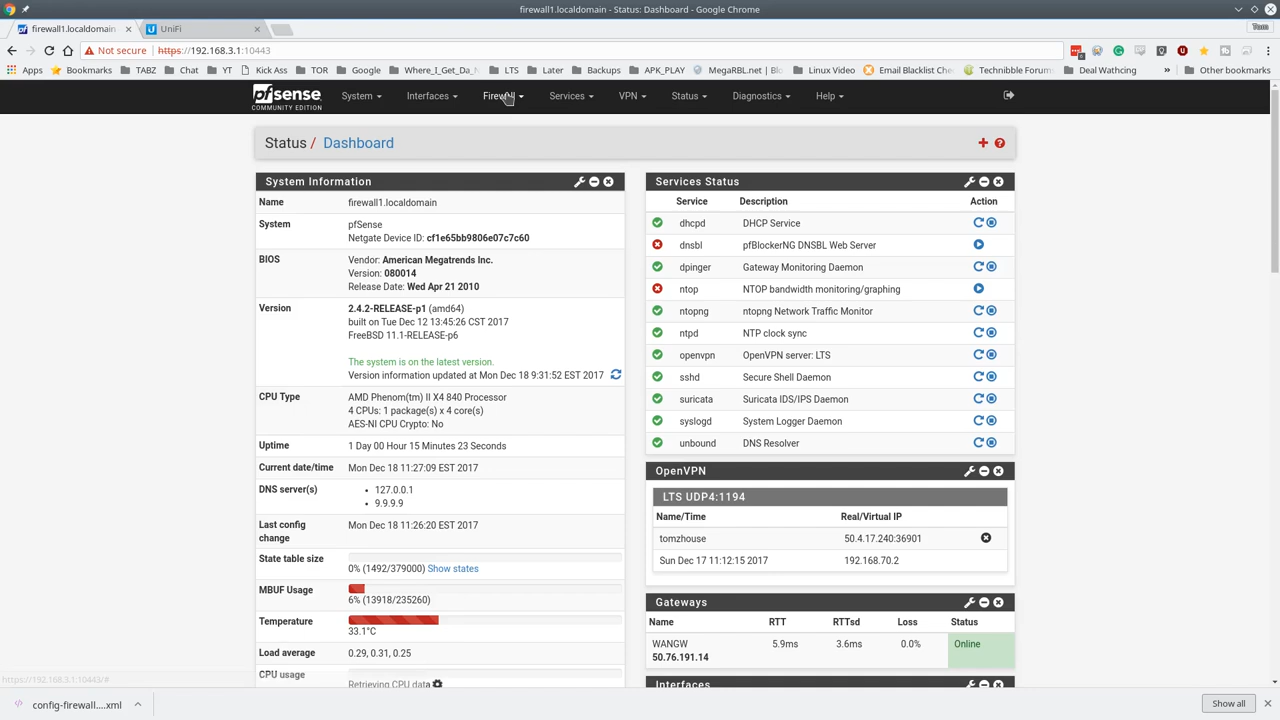 firewall1.localdomain - Status: Dashboard - Google Chrome
firewall1.localdomain
UniFi
Tom
Not secure
https://192.168.3.1:10443
Apps
Bookmarks
TABZ
Chat
YT
Kick Ass
TOR
Google
Where_I_Get_Da_
LTS
Later
Backups
APK_PLAY
MegaRBL.net | Bl
Linux Video
Email Blacklist Che
Technibble Forum
Deal Wathcing
»
Other bookmarks
pfsense
COMMUNITY EDITION
System
Interfaces
Firewall
Services
VPN
Status
Diagnostics
Help
Status / Dashboard
System Information
Name firewall1.localdomain
System pfSense
Netgate Device ID: cf1e65bb9806e07c7c60
BIOS Vendor: American Megatrends Inc.
Version: 080014
Release Date: Wed Apr 21 2010
Version 2.4.2-RELEASE-p1 (amd64)
built on Tue Dec 12 13:45:26 CST 2017
FreeBSD 11.1-RELEASE-p6
The system is on the latest version.
Version information updated at Mon Dec 18 9:31:52 EST 2017
CPU Type AMD Phenom(tm) II X4 840 Processor
4 CPUs: 1 package(s) x 4 core(s)
AES-NI CPU Crypto: No
Uptime 1 Day 00 Hour 15 Minutes 23 Seconds
Current date/time Mon Dec 18 11:27:09 EST 2017
DNS server(s)
• 127.0.0.1
• 9.9.9.9
Last config change Mon Dec 18 11:26:20 EST 2017
State table size
0% (1492/379000) Show states
MBUF Usage
6% (13918/235260)
Temperature
33.1°C
Load average 0.29, 0.31, 0.25
CPU usage
Retrieving CPU data
Services Status
Service Description Action
dhcpd DHCP Service
dnsbl pfBlockerNG DNSBL Web Server
dpinger Gateway Monitoring Daemon
ntop NTOP bandwidth monitoring/graphing
ntopng ntopng Network Traffic Monitor
ntpd NTP clock sync
openvpn OpenVPN server: LTS
sshd Secure Shell Daemon
suricata Suricata IDS/IPS Daemon
syslogd System Logger Daemon
unbound DNS Resolver
OpenVPN
LTS UDP4:1194
Name/Time Real/Virtual IP
tomzhouse 50.4.17.240:36901
Sun Dec 17 11:12:15 2017 192.168.70.2
Gateways
Name RTT RTTsd Loss Status
WANGW 5.9ms 3.6ms 0.0% Online
50.76.191.14
Interfaces
https://192.168.3.1:10443/#
config-firewall....xml
Show all